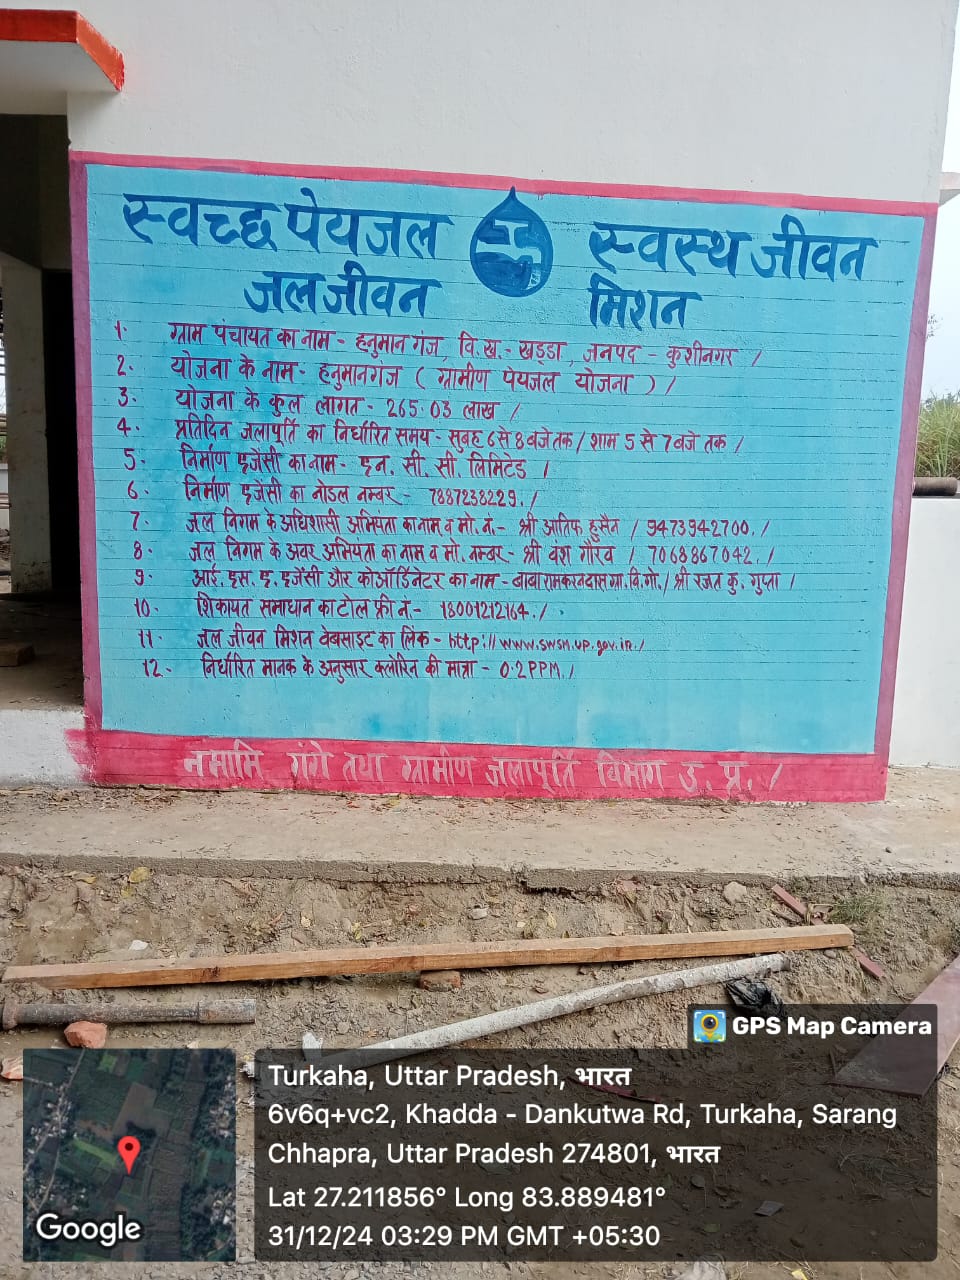 स्वच्छ पेयजल स्वस्थ जीवन
जल जीवन मिशन
1. ग्राम पंचायत का नाम - हनुमान गंज, वि.ख.- खड्डा, जनपद - कुशीनगर /
2. योजना के नाम- हनुमानगंज ( ग्रामीण पेयजल योजना ) /
3. योजना के कुल लागत - 265.03 लाख /
4. प्रतिदिन जलापूर्ति का निर्धारित समय- सुबह 6 से 8 बजे तक / शाम 5 से 7 बजे तक /
5. निर्माण एजेंसी का नाम- एन. सी. सी. लिमिटेड /
6. निर्माण एजेंसी का नोडल नम्बर - 7887238229. /
7. जल निगम के अधिशासी अभियंता का नाम व मो. नं.- श्री आतिफ हुसैन / 9473942700. /
8. जल निगम के अवर अभियंता का नाम व मो. नम्बर- श्री वंश गौरव / 7068867042. /
9. आई. एस. ए. एजेंसी और कोऑर्डिनेटर का नाम - बाबा रामकरनदास ग्रा. वि. गो. / श्री रजत कु. गुप्ता /
10. शिकायत समाधान का टोल फ्री नं.- 18001212164. /
11. जल जीवन मिशन वेबसाइट का लिंक - http://www.swsm.up.gov.in./
12. निर्धारित मानक के अनुसार क्लोरिन की मात्रा - 0.2 PPM. /
नमामि गंगे तथा ग्रामीण जलापूर्ति विभाग उ. प्र. /
GPS Map Camera
Turkaha, Uttar Pradesh, भारत
6v6q+vc2, Khadda - Dankutwa Rd, Turkaha, Sarang
Chhapra, Uttar Pradesh 274801, भारत
Lat 27.211856° Long 83.889481°
31/12/24 03:29 PM GMT +05:30
Google